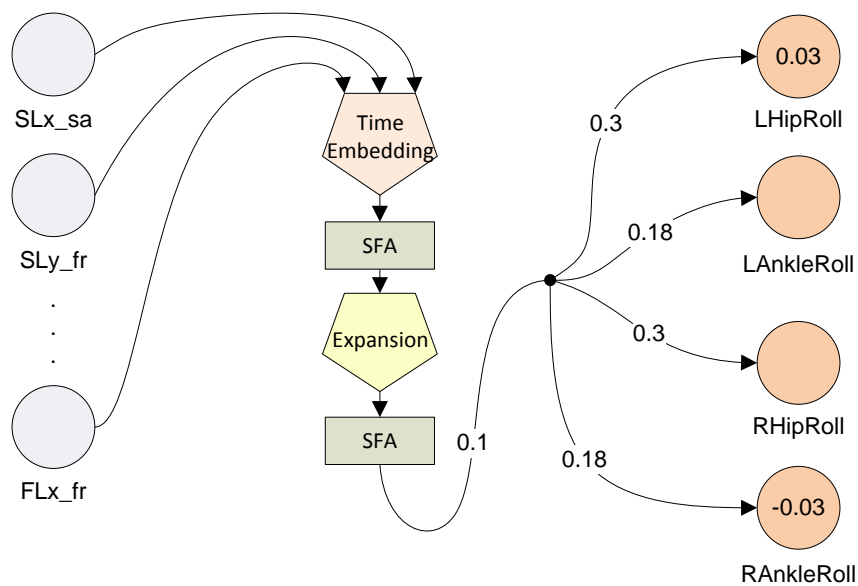 SLx_sa
SLy_fr
.
.
.
FLx_fr
Time
Embedding
SFA
Expansion
SFA
0.1
0.3
0.18
0.3
0.18
0.03
LHipRoll
LAnkleRoll
RHipRoll
-0.03
RAnkleRoll